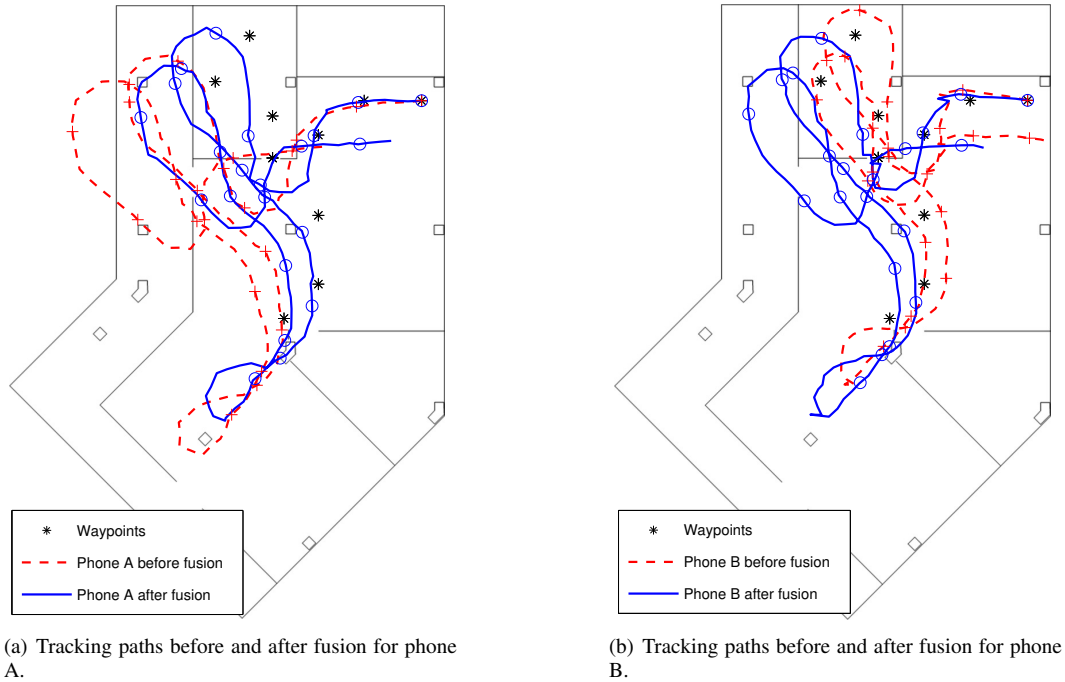 Waypoints
Phone A before fusion
Phone A after fusion
Waypoints
Phone B before fusion
Phone B after fusion
(a) Tracking paths before and after fusion for phone
A.
(b) Tracking paths before and after fusion for phone
B.